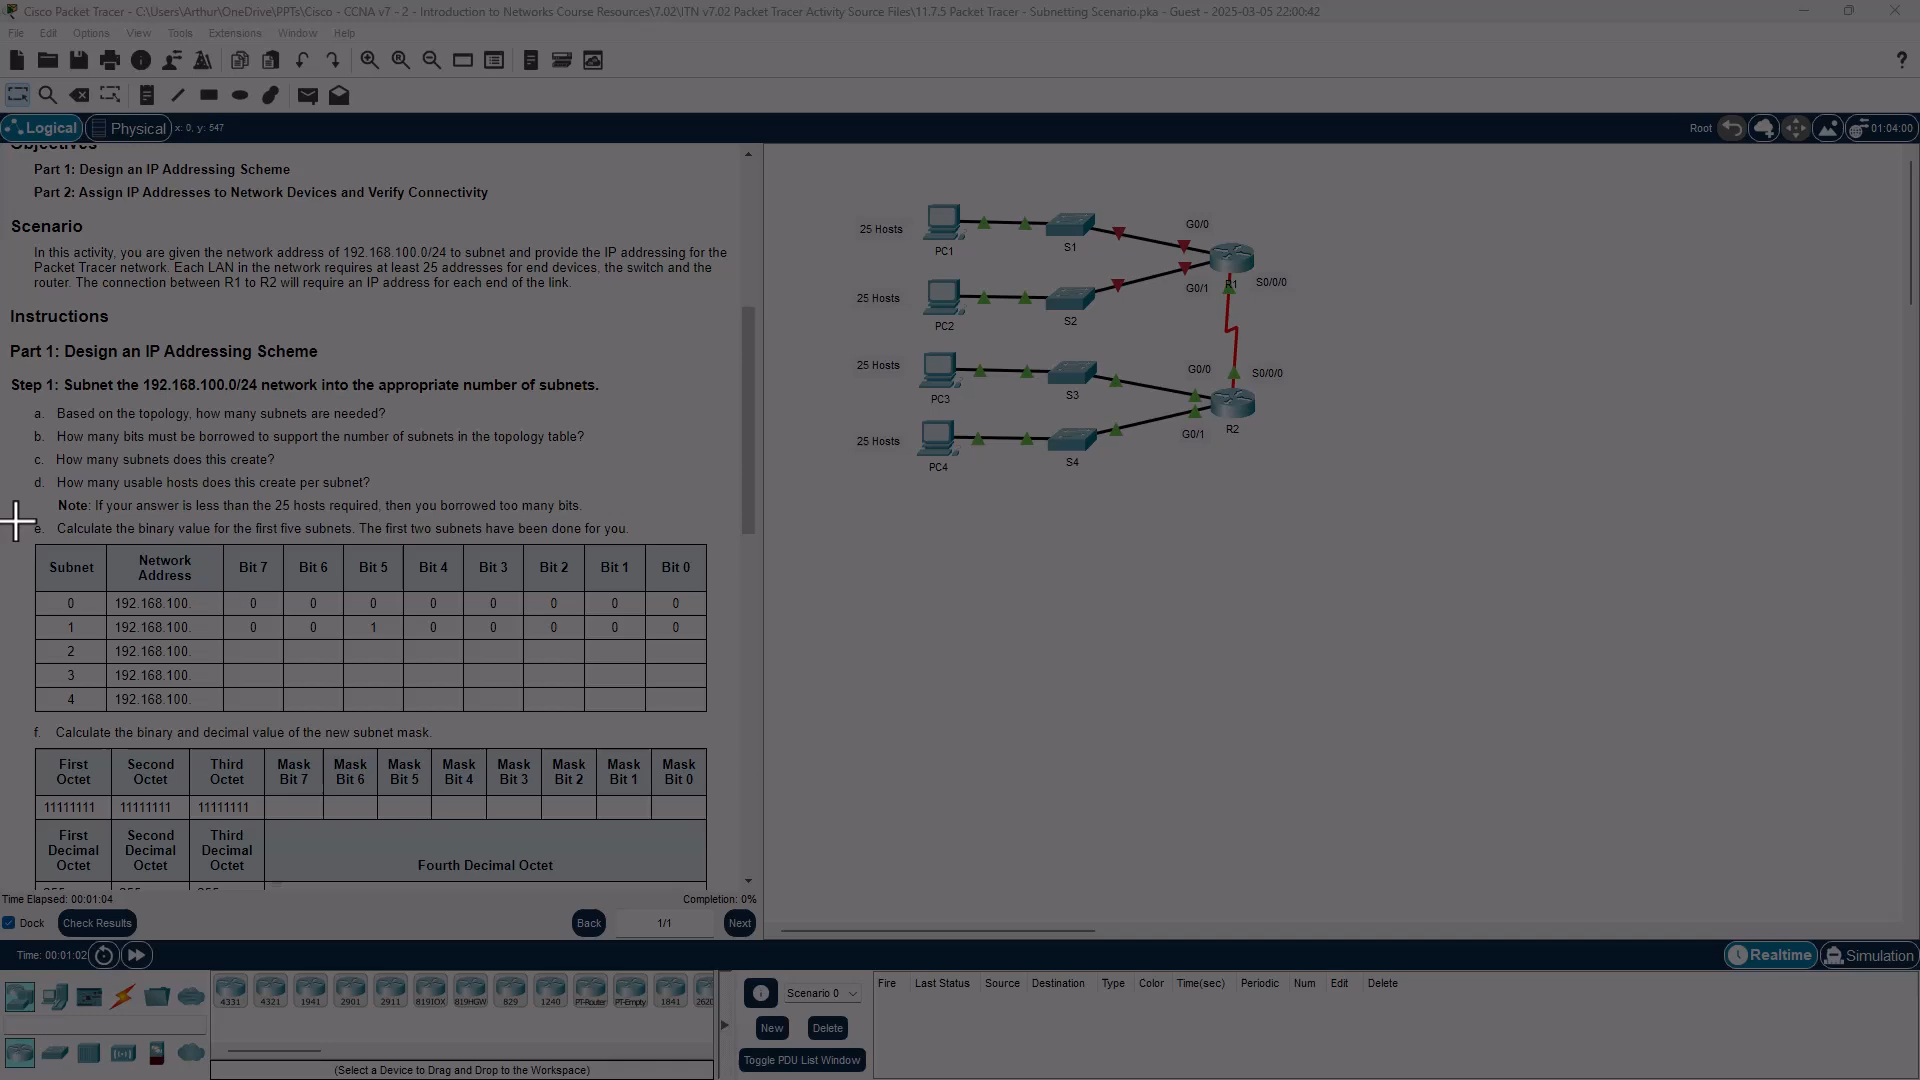 Cisco Packet Tracer - C:\Users\Arthur\OneDrive\PPTs\Cisco - CCNA v7 - 2 - Introduction to Networks Course Resources\7.02\ITN v7.02 Packet Tracer Activity Source Files\11.7.5 Packet Tracer - Subnetting Scenario.pka - Guest - 2025-03-05 22:00:42
File Edit Options View Tools Extensions Window Help
Logical Physical x: 0, y: 547 Root 01:04:00
Objectives
Part 1: Design an IP Addressing Scheme
Part 2: Assign IP Addresses to Network Devices and Verify Connectivity
Scenario
In this activity, you are given the network address of 192.168.100.0/24 to subnet and provide the IP addressing for the
Packet Tracer network. Each LAN in the network requires at least 25 addresses for end devices, the switch and the
router. The connection between R1 to R2 will require an IP address for each end of the link.
Instructions
Part 1: Design an IP Addressing Scheme
Step 1: Subnet the 192.168.100.0/24 network into the appropriate number of subnets.
a. Based on the topology, how many subnets are needed?
b. How many bits must be borrowed to support the number of subnets in the topology table?
c. How many subnets does this create?
d. How many usable hosts does this create per subnet?
Note: If your answer is less than the 25 hosts required, then you borrowed too many bits.
e. Calculate the binary value for the first five subnets. The first two subnets have been done for you.
Subnet Network Address Bit 7 Bit 6 Bit 5 Bit 4 Bit 3 Bit 2 Bit 1 Bit 0
0 192.168.100. 0 0 0 0 0 0 0 0
1 192.168.100. 0 0 1 0 0 0 0 0
2 192.168.100.
3 192.168.100.
4 192.168.100.
f. Calculate the binary and decimal value of the new subnet mask.
First Octet Second Octet Third Octet Mask Bit 7 Mask Bit 6 Mask Bit 5 Mask Bit 4 Mask Bit 3 Mask Bit 2 Mask Bit 1 Mask Bit 0
11111111 11111111 11111111
First Decimal Octet Second Decimal Octet Third Decimal Octet Fourth Decimal Octet
Time Elapsed: 00:01:04 Completion: 0%
Dock Check Results Back 1/1 Next
25 Hosts PC1 S1 G0/0
25 Hosts PC2 S2 G0/1 R1 S0/0/0
25 Hosts PC3 S3 G0/0 S0/0/0
25 Hosts PC4 S4 G0/1 R2
Time: 00:01:02 Realtime Simulation
4331 4321 1941 2901 2911 819IOX 819HGW 829 1240 PT-Router PT-Empty 1841
(Select a Device to Drag and Drop to the Workspace)
Scenario 0
New Delete
Toggle PDU List Window
Fire Last Status Source Destination Type Color Time(sec) Periodic Num Edit Delete